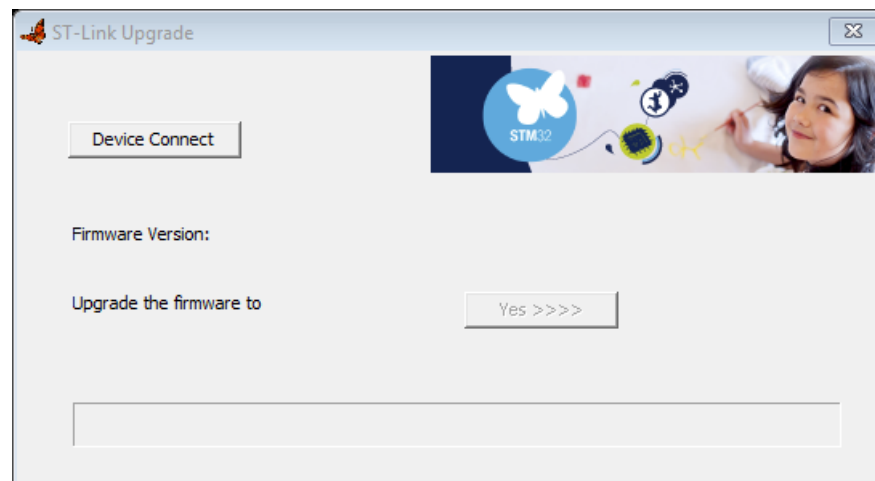 ST-Link Upgrade
STM32
Device Connect
Firmware Version:
Upgrade the firmware to
Yes >>>>